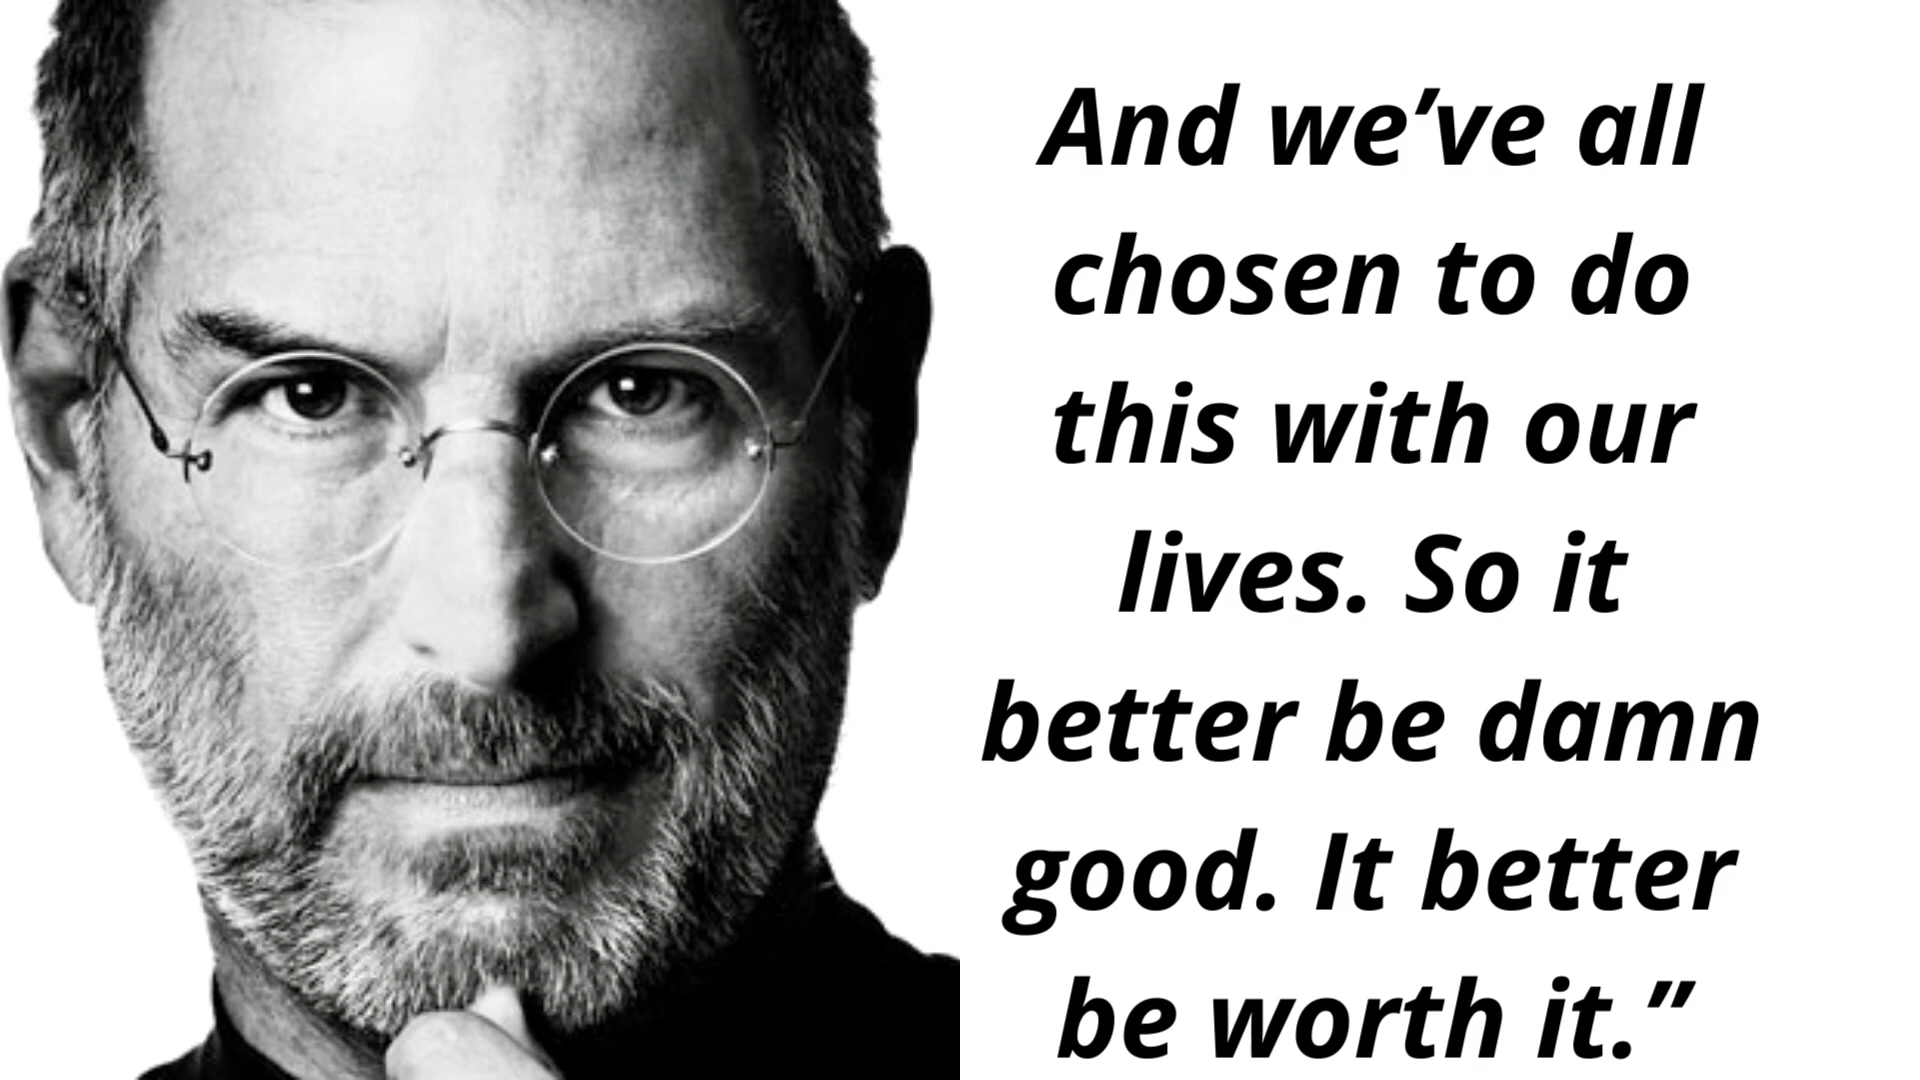 And we’ve all
chosen to do
this with our
lives. So it
better be damn
good. It better
be worth it.”